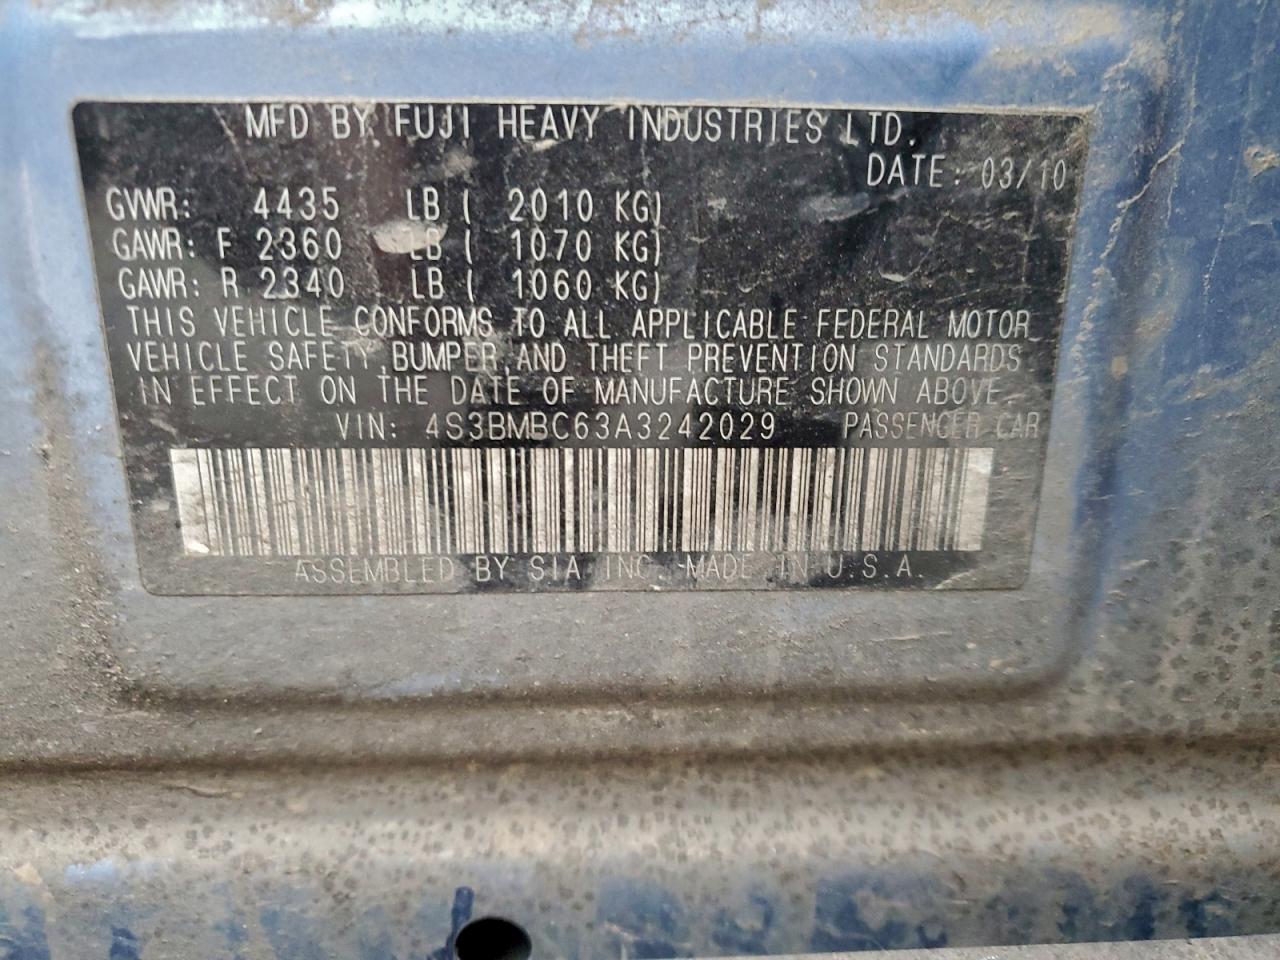 MFD BY FUJI HEAVY INDUSTRIES LTD.
DATE: 03/10
GVWR: 4435 LB ( 2010 KG)
GAWR: F 2360 LB ( 1070 KG)
GAWR: R 2340 LB ( 1060 KG)
THIS VEHICLE CONFORMS TO ALL APPLICABLE FEDERAL MOTOR
VEHICLE SAFETY, BUMPER, AND THEFT PREVENTION STANDARDS
IN EFFECT ON THE DATE OF MANUFACTURE SHOWN ABOVE
VIN: 4S3BMBC63A3242029 PASSENGER CAR
ASSEMBLED BY SIA INC. MADE IN U.S.A.